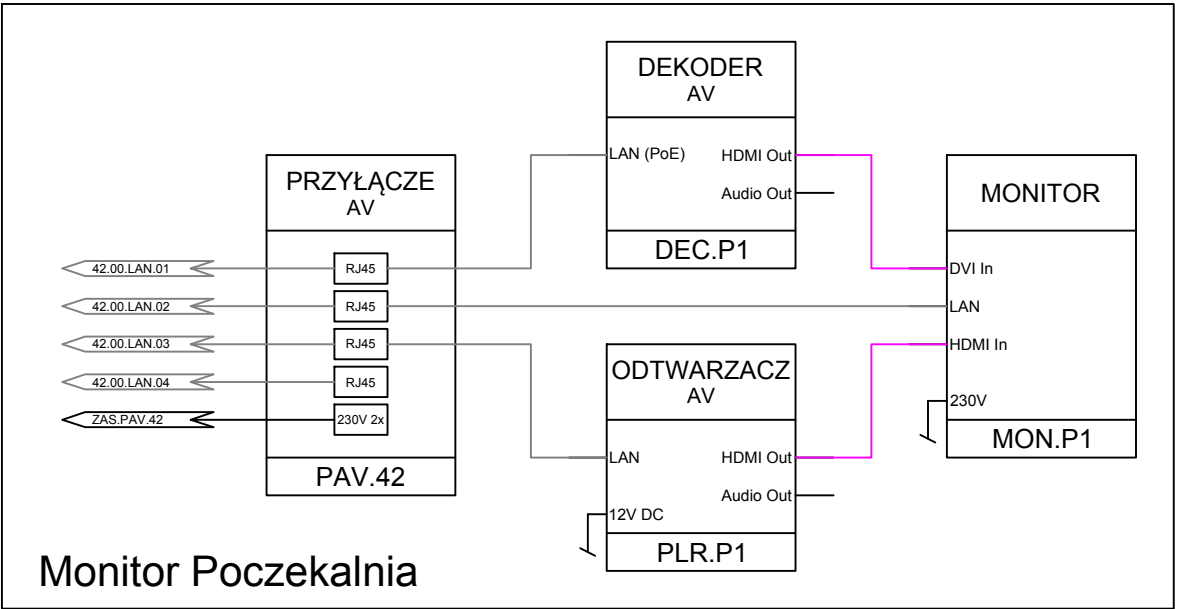 DEKODER
AV
LAN (PoE)
HDMI Out
Audio Out
DEC.P1
PRZYŁĄCZE
AV
42.00.LAN.01
RJ45
42.00.LAN.02
RJ45
42.00.LAN.03
RJ45
42.00.LAN.04
RJ45
ZAS.PAV.42
230V 2x
PAV.42
ODTWARZACZ
AV
LAN
HDMI Out
Audio Out
12V DC
PLR.P1
MONITOR
DVI In
LAN
HDMI In
230V
MON.P1
Monitor Poczekalnia